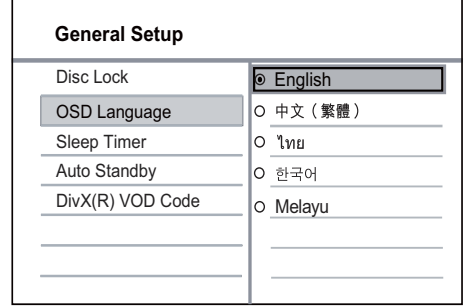 General Setup
Disc Lock
OSD Language
Sleep Timer
Auto Standby
DivX(R) VOD Code
English
中文（繁體）
ไทย
한국어
Melayu